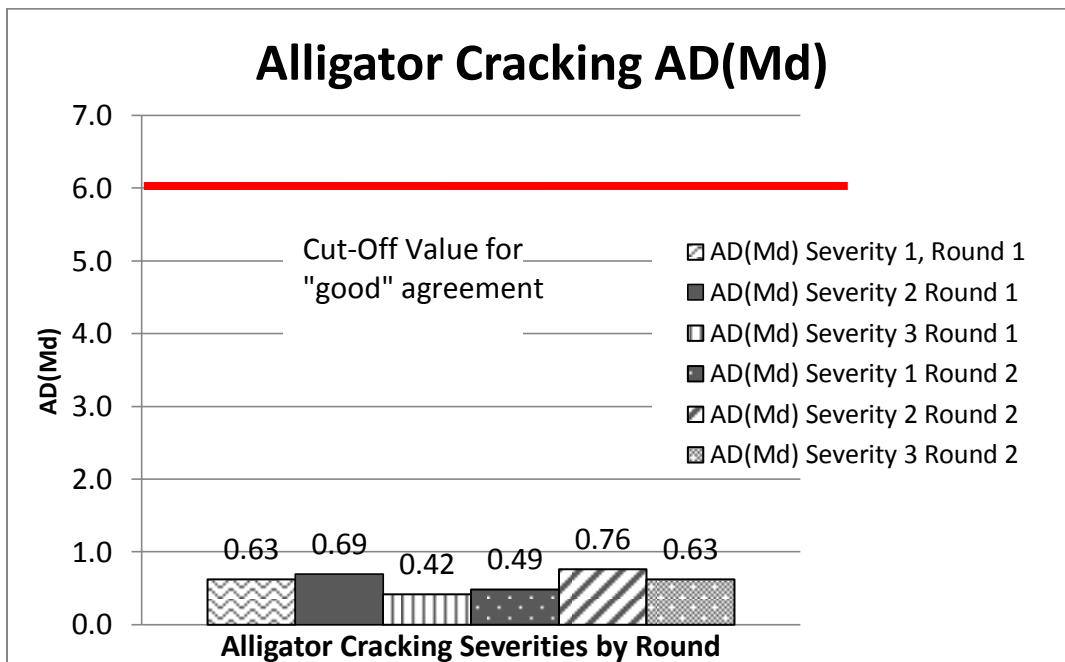 Alligator Cracking AD(Md)
7.0
6.0
5.0
4.0
3.0
2.0
1.0
0.0
AD(Md)
Cut-Off Value for
"good" agreement
AD(Md) Severity 1, Round 1
AD(Md) Severity 2 Round 1
AD(Md) Severity 3 Round 1
AD(Md) Severity 1 Round 2
AD(Md) Severity 2 Round 2
AD(Md) Severity 3 Round 2
0.63 0.69 0.42 0.49 0.76 0.63
Alligator Cracking Severities by Round